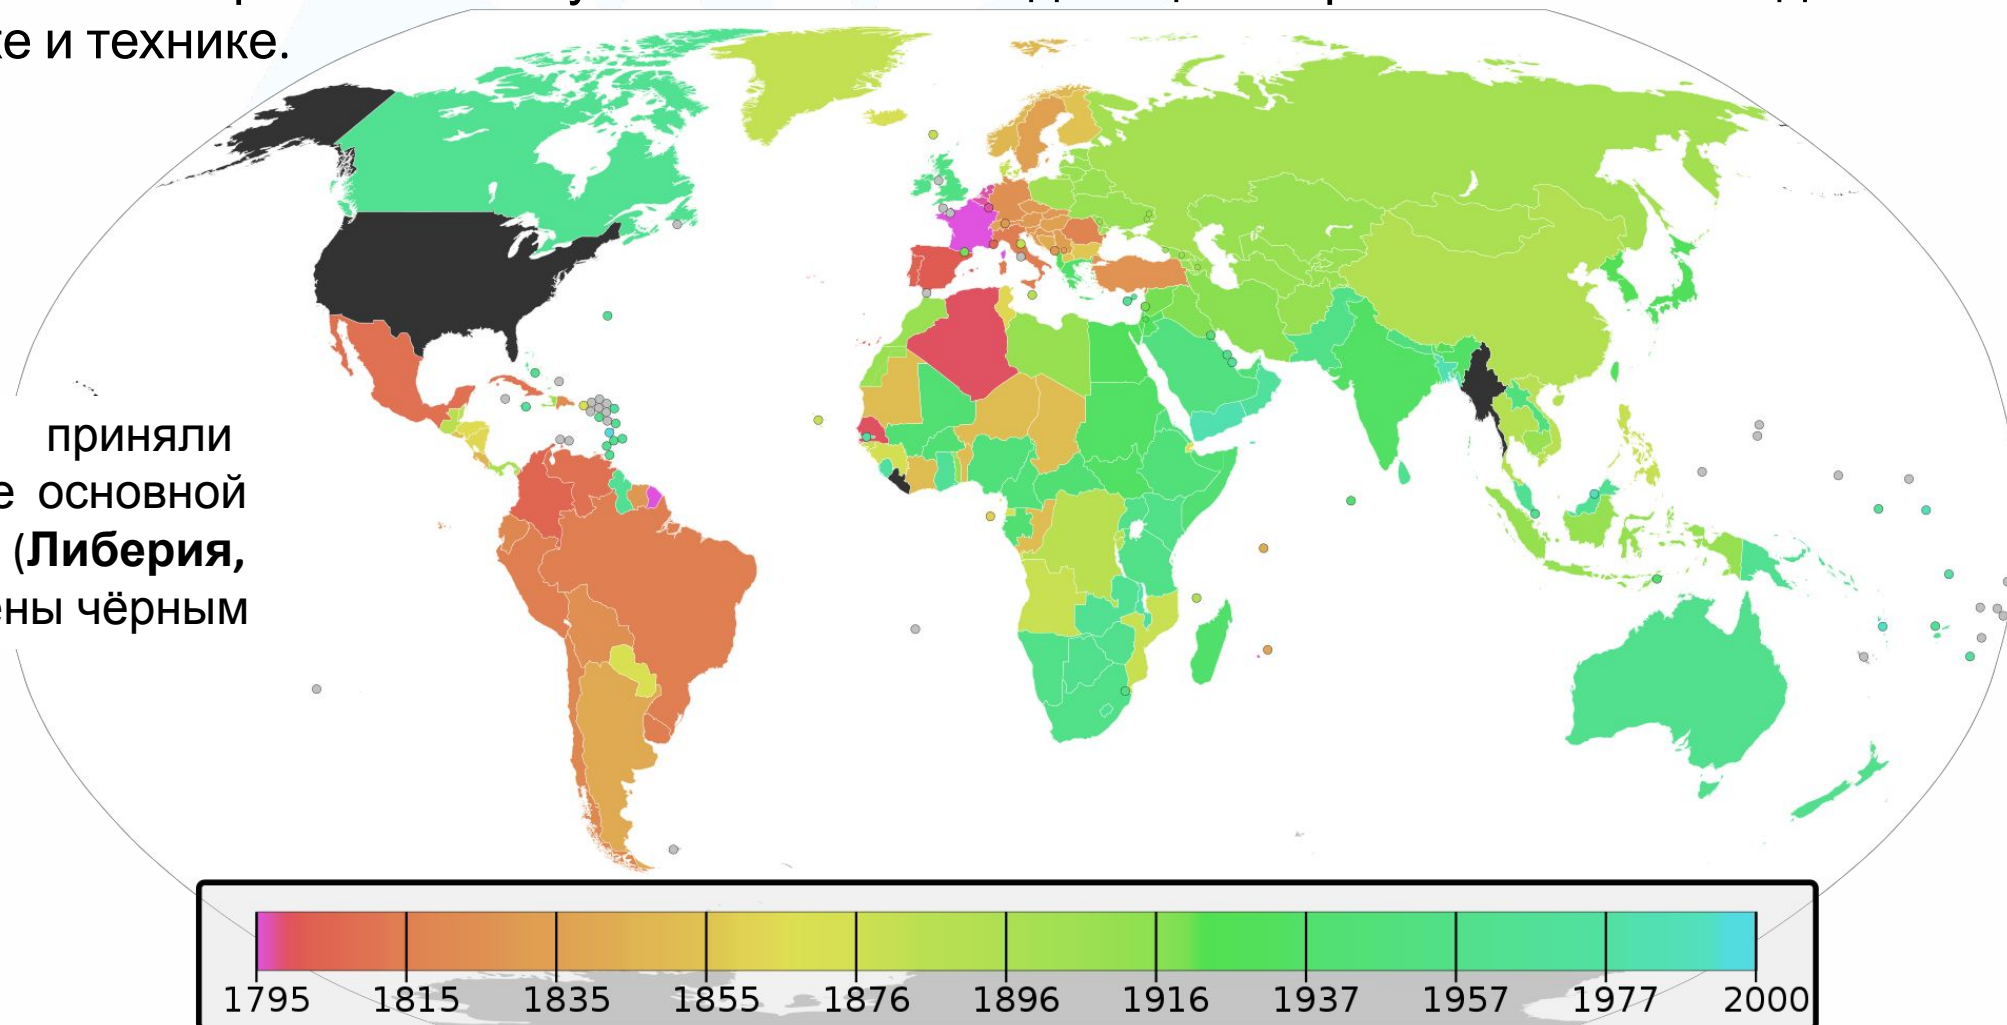 ке и технике.
приняли
е основной
(Либерия,
ены чёрным
1795 1815 1835 1855 1876 1896 1916 1937 1957 1977 2000